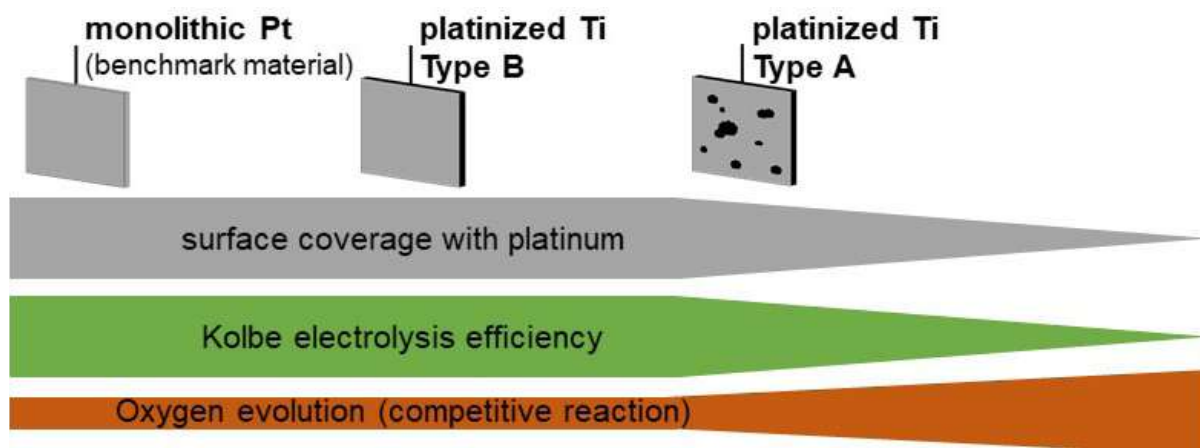 monolithic Pt
(benchmark material)
platinized Ti
Type B
platinized Ti
Type A
surface coverage with platinum
Kolbe electrolysis efficiency
Oxygen evolution (competitive reaction)